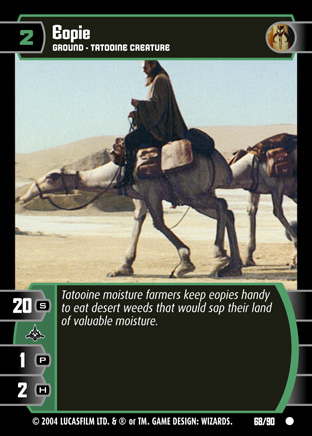 2
Eopie
GROUND - TATOOINE CREATURE
20 S
Tatooine moisture farmers keep eopies handy
to eat desert weeds that would sap their land
of valuable moisture.
1 P
2 H
© 2004 LUCASFILM LTD. & ® or TM. GAME DESIGN: WIZARDS.
68/90